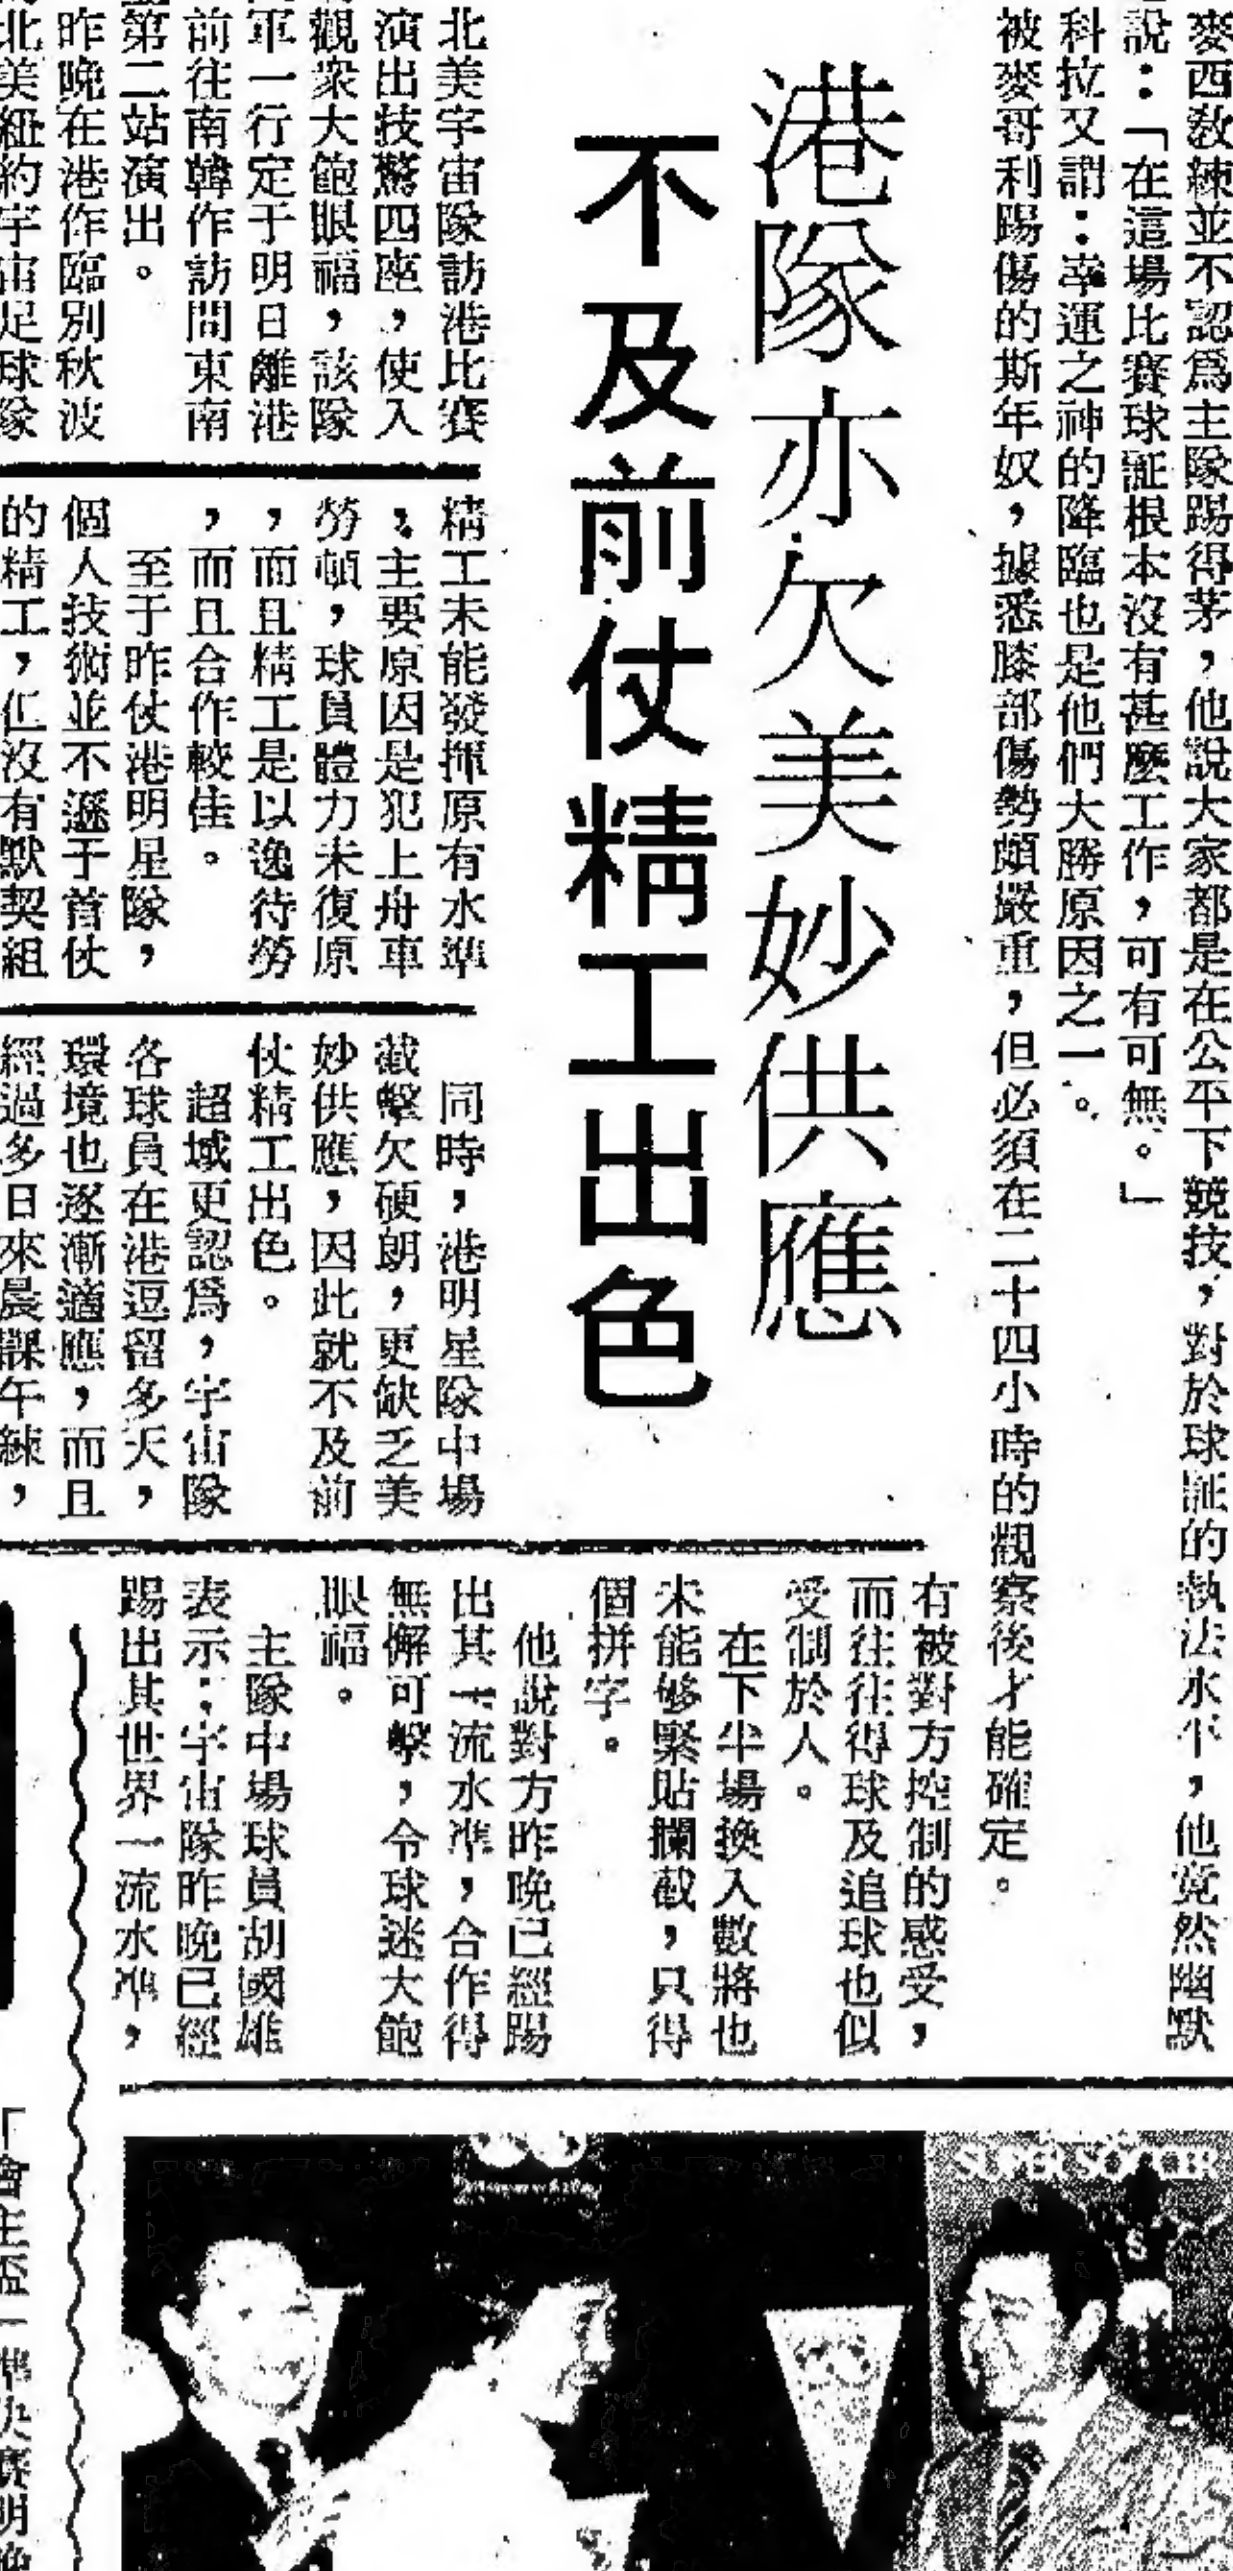 麥西敎練並不認爲主隊踢得茅，他說大家都是在公平下競技，對於球証的執法水平，他竟然幽默
說：「在這場比賽球証根本沒有甚麼工作，可有可無。」
科拉又謂：幸運之神的降臨也是他們大勝原因之一。
被麥哥利踢傷的斯年奴，據悉膝部傷勢頗嚴重，但必須在二十四小時的觀察後才能確定。
港隊亦欠美妙供應
不及前仗精工出色
北美宇宙隊訪港比賽
演出技驚四座，使入
觀衆大飽眼福，該隊
軍一行定于明日離港
前往南韓作訪問東南
第二站演出。
昨晚在港作臨別秋波
北美紐約宇宙足球隊
精工未能發揮原有水準
，主要原因是犯上舟車
勞頓，球員體力未復原
，而且精工是以逸待勞
，而且合作較佳。
至于昨仗港明星隊，
個人技術並不遜于首仗
的精工，但沒有默契組
同時，港明星隊中場
截擊欠硬朗，更缺乏美
妙供應，因此就不及前
仗精工出色。
超域更認爲，宇宙隊
各球員在港逗留多天，
環境也逐漸適應，而且
經過多日來晨課午練，
有被對方控制的感受，
而往往得球及追球也似
受制於人。
在下半場換入數將也
未能够緊貼攔截，只得
個拼字。
他說對方昨晚已經踢
出其一流水準，合作得
無懈可擊，令球迷大飽
眼福。
主隊中場球員胡國雄
表示：宇宙隊昨晚已經
踢出其世界一流水準，
SUPER SOCCER